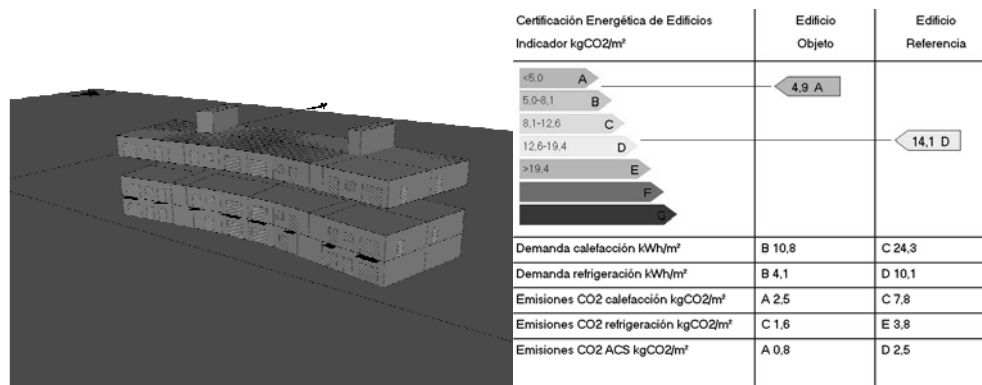 Certificación Energética de Edificios Edificio Edificio
Indicador kgCO2/m² Objeto Referencia
<5,0 A 4,9 A
5,0-8,1 B
8,1-12,6 C
12,6-19,4 D 14,1 D
>19,4 E
F
G
Demanda calefacción kWh/m² B 10,8 C 24,3
Demanda refrigeración kWh/m² B 4,1 D 10,1
Emisiones CO2 calefacción kgCO2/m² A 2,5 C 7,8
Emisiones CO2 refrigeración kgCO2/m² C 1,6 E 3,8
Emisiones CO2 ACS kgCO2/m² A 0,8 D 2,5